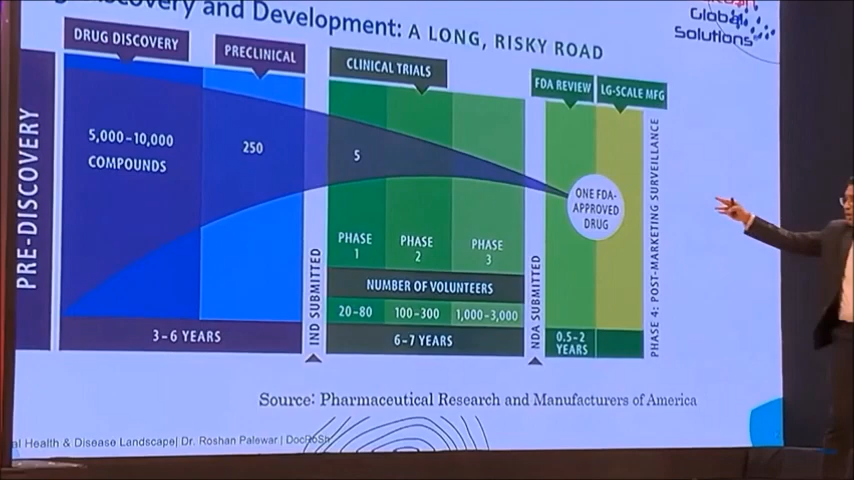 Discovery and Development: A LONG, RISKY ROAD
Global
Solutions
DRUG DISCOVERY
PRECLINICAL
CLINICAL TRIALS
FDA REVIEW
LG-SCALE MFG
PRE-DISCOVERY
5,000–10,000
COMPOUNDS
250
5
ONE FDA-
APPROVED
DRUG
PHASE
1
PHASE
2
PHASE
3
NUMBER OF VOLUNTEERS
20–80
100–300
1,000–3,000
IND SUBMITTED
NDA SUBMITTED
PHASE 4: POST-MARKETING SURVEILLANCE
3–6 YEARS
6–7 YEARS
0.5–2
YEARS
Source: Pharmaceutical Research and Manufacturers of America
Health & Disease Landscape| Dr. Roshan Palewar | DocRoSh